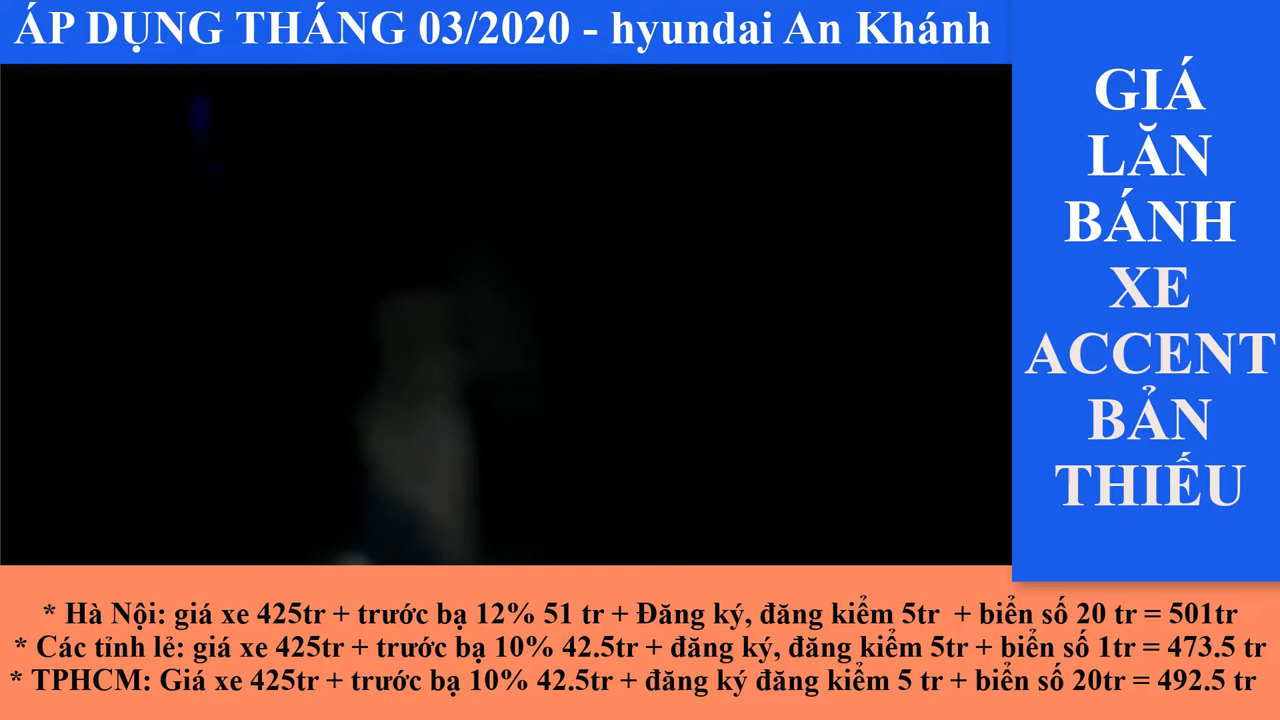 ÁP DỤNG THÁNG 03/2020 - hyundai An Khánh
GIÁ
LĂN
BÁNH
XE
ACCENT
BẢN
THIẾU
* Hà Nội: giá xe 425tr + trước bạ 12% 51 tr + Đăng ký, đăng kiểm 5tr + biển số 20 tr = 501tr
* Các tỉnh lẻ: giá xe 425tr + trước bạ 10% 42.5tr + đăng ký, đăng kiểm 5tr + biển số 1tr = 473.5 tr
* TPHCM: Giá xe 425tr + trước bạ 10% 42.5tr + đăng ký đăng kiểm 5 tr + biển số 20tr = 492.5 tr